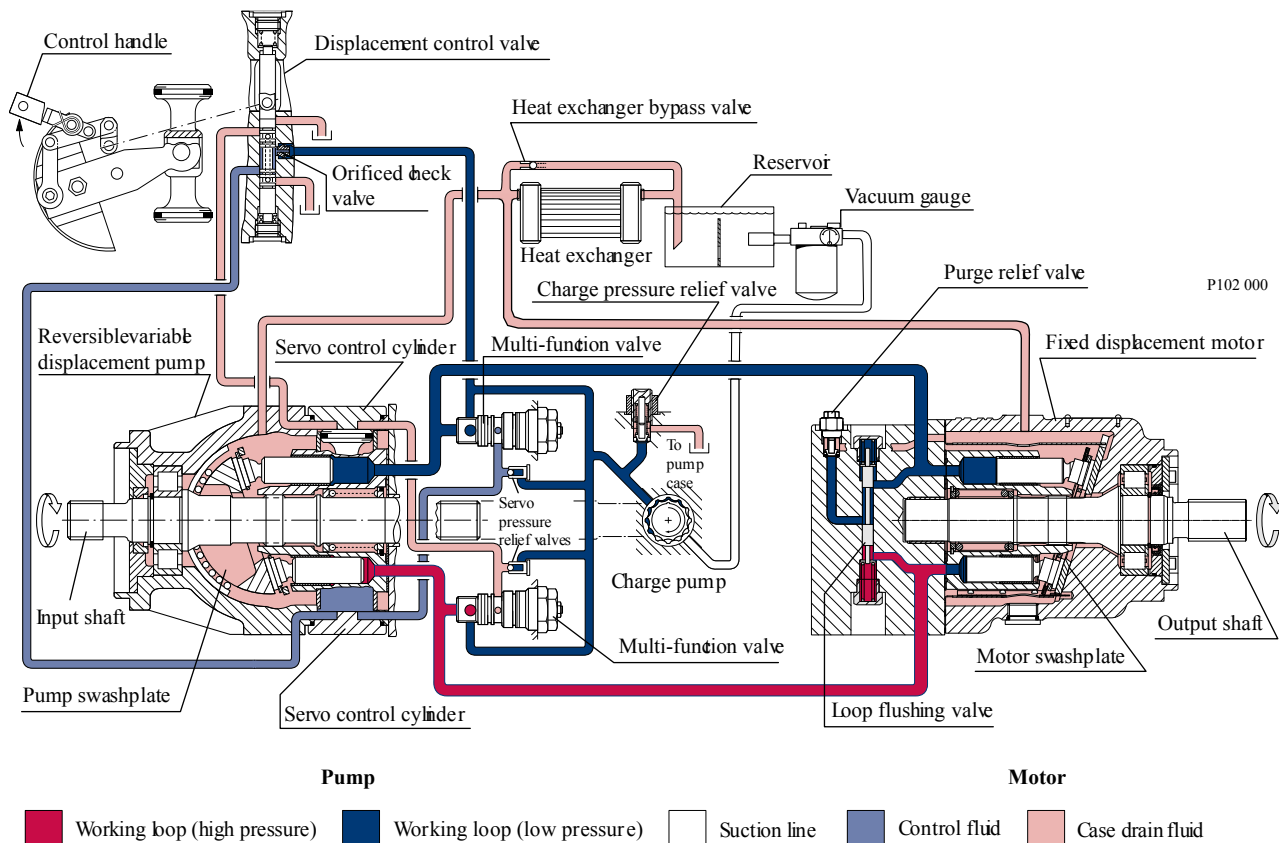 Control handle
Displacement control valve
Heat exchanger bypass valve
Reservoir
Orificed check
valve
Vacuum gauge
Heat exchanger
Purge relief valve
Charge pressure relief valve
P102 000
Reversible variable
displacement pump
Servo control cylinder
Multi-function valve
Fixed displacement motor
To
pump
case
Servo
pressure
relief valves
Charge pump
Input shaft
Output shaft
Multi-function valve
Motor swashplate
Pump swashplate
Loop flushing valve
Servo control cylinder
Pump
Motor
Working loop (high pressure)
Working loop (low pressure)
Suction line
Control fluid
Case drain fluid